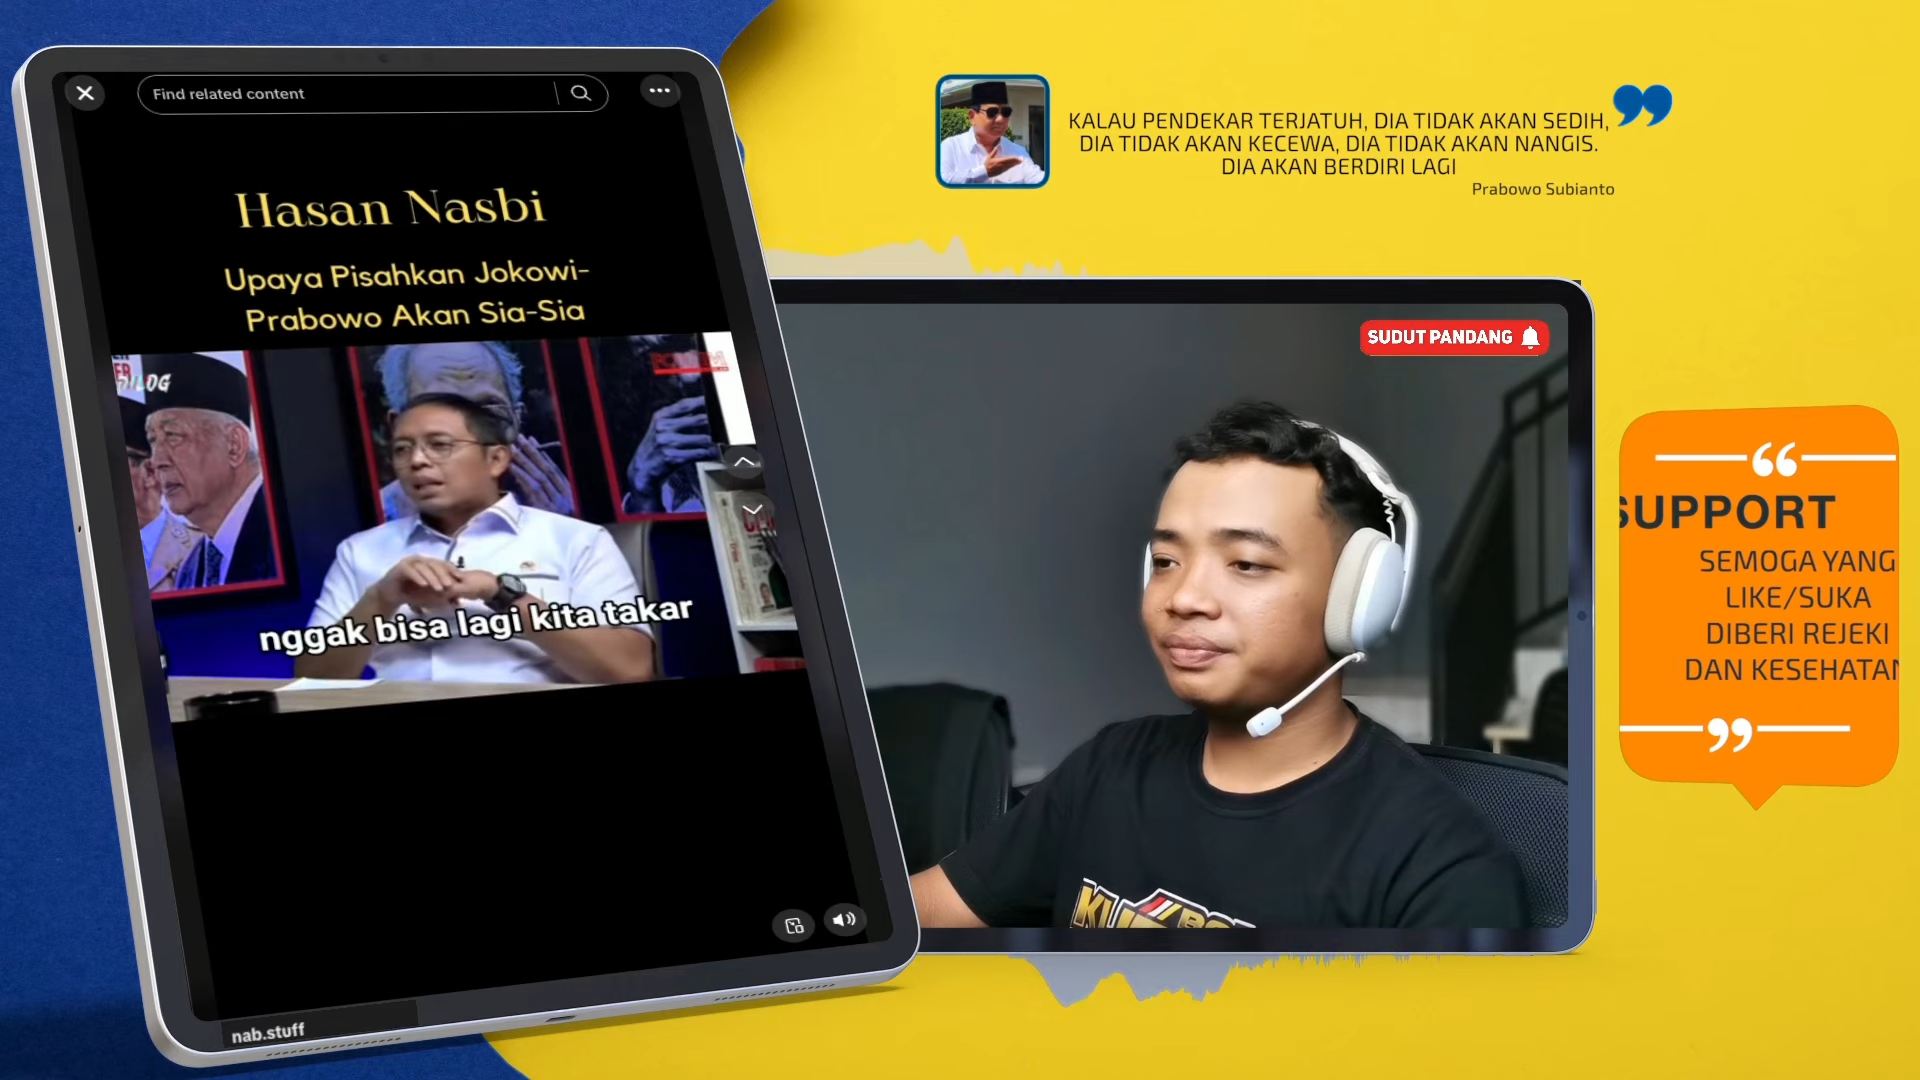 Find related content
Hasan Nasbi
Upaya Pisahkan Jokowi-
Prabowo Akan Sia-Sia
nggak bisa lagi kita takar
nab.stuff
KALAU PENDEKAR TERJATUH, DIA TIDAK AKAN SEDIH,
DIA TIDAK AKAN KECEWA, DIA TIDAK AKAN NANGIS.
DIA AKAN BERDIRI LAGI
Prabowo Subianto
SUDUT PANDANG
SUPPORT
SEMOGA YANG
LIKE/SUKA
DIBERI REJEKI
DAN KESEHATAN